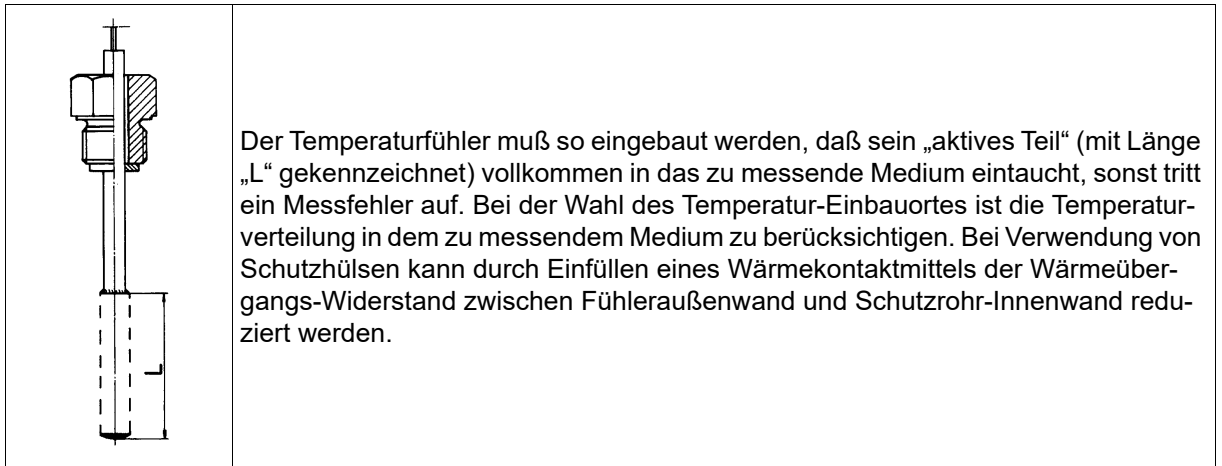 L
Der Temperaturfühler muß so eingebaut werden, daß sein „aktives Teil“ (mit Länge
„L“ gekennzeichnet) vollkommen in das zu messende Medium eintaucht, sonst tritt
ein Messfehler auf. Bei der Wahl des Temperatur-Einbauortes ist die Temperatur-
verteilung in dem zu messendem Medium zu berücksichtigen. Bei Verwendung von
Schutzhülsen kann durch Einfüllen eines Wärmekontaktmittels der Wärmeüber-
gangs-Widerstand zwischen Fühleraußenwand und Schutzrohr-Innenwand redu-
ziert werden.